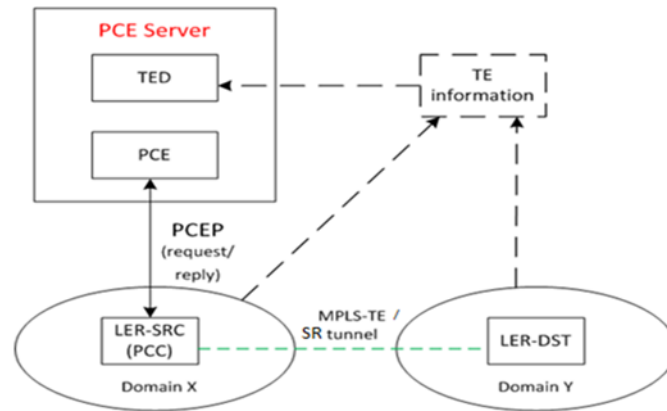 PCE Server
TED
TE
information
PCE
PCEP
(request/
reply)
MPLS-TE /
SR tunnel
LER-SRC
(PCC)
LER-DST
Domain X
Domain Y